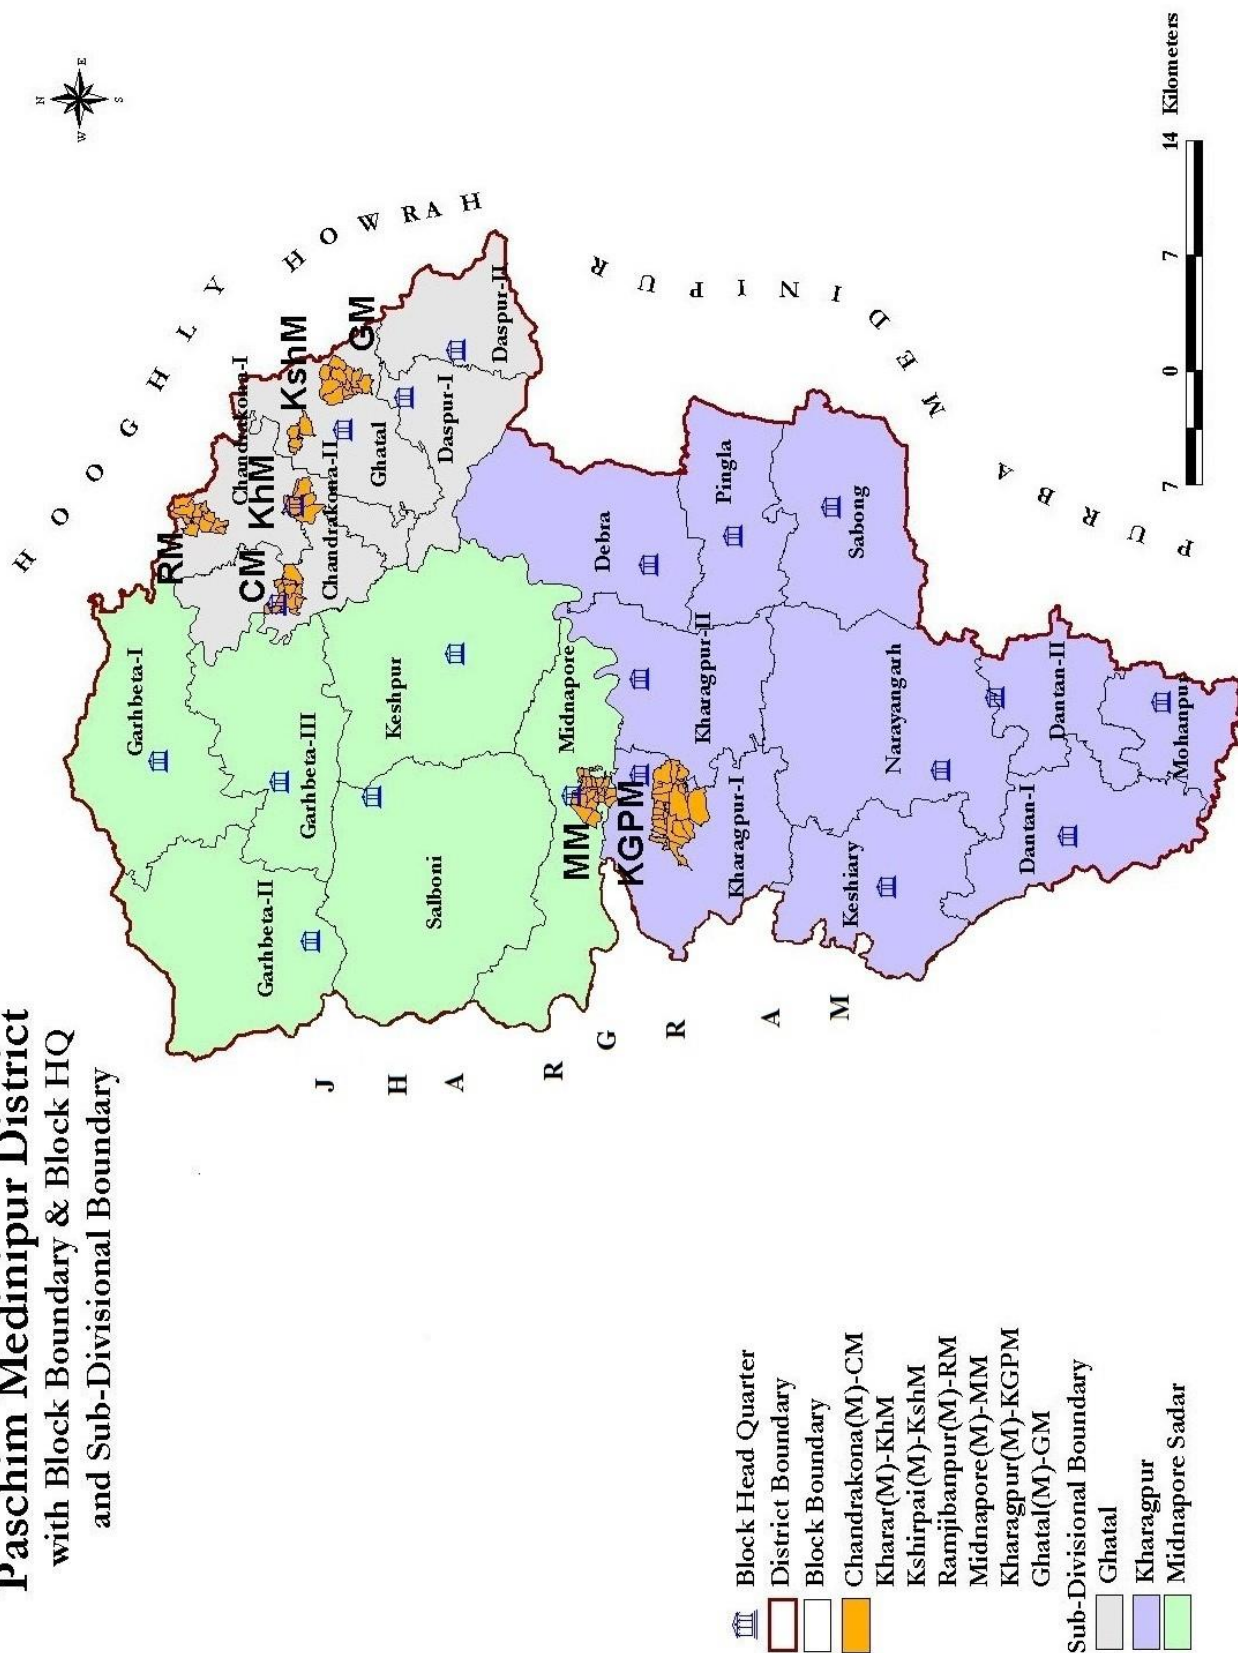 Paschim Medinipur District
with Block Boundary & Block HQ
and Sub-Divisional Boundary
N
W
E
S
H O O G H L Y
H O W R A H
P U R B A M E D I N I P U R
J H A R G R A M
Garhbeta-I
Garhbeta-II
Garhbeta-III
Salboni
Keshpur
Midnapore
RM
CM
KhM
KshM
GM
MM
KGPM
Chandrakona-I
Chandrakona-II
Ghatal
Daspur-I
Daspur-II
Debra
Pingla
Sabong
Kharagpur-II
Kharagpur-I
Narayangarh
Keshiary
Dantan-I
Dantan-II
Mohanpur
Block Head Quarter
District Boundary
Block Boundary
Chandrakona(M)-CM
Kharar(M)-KhM
Kshirpai(M)-KshM
Ramjibanpur(M)-RM
Midnapore(M)-MM
Kharagpur(M)-KGPM
Ghatal(M)-GM
Sub-Divisional Boundary
Ghatal
Kharagpur
Midnapore Sadar
7 0 7 14 Kilometers